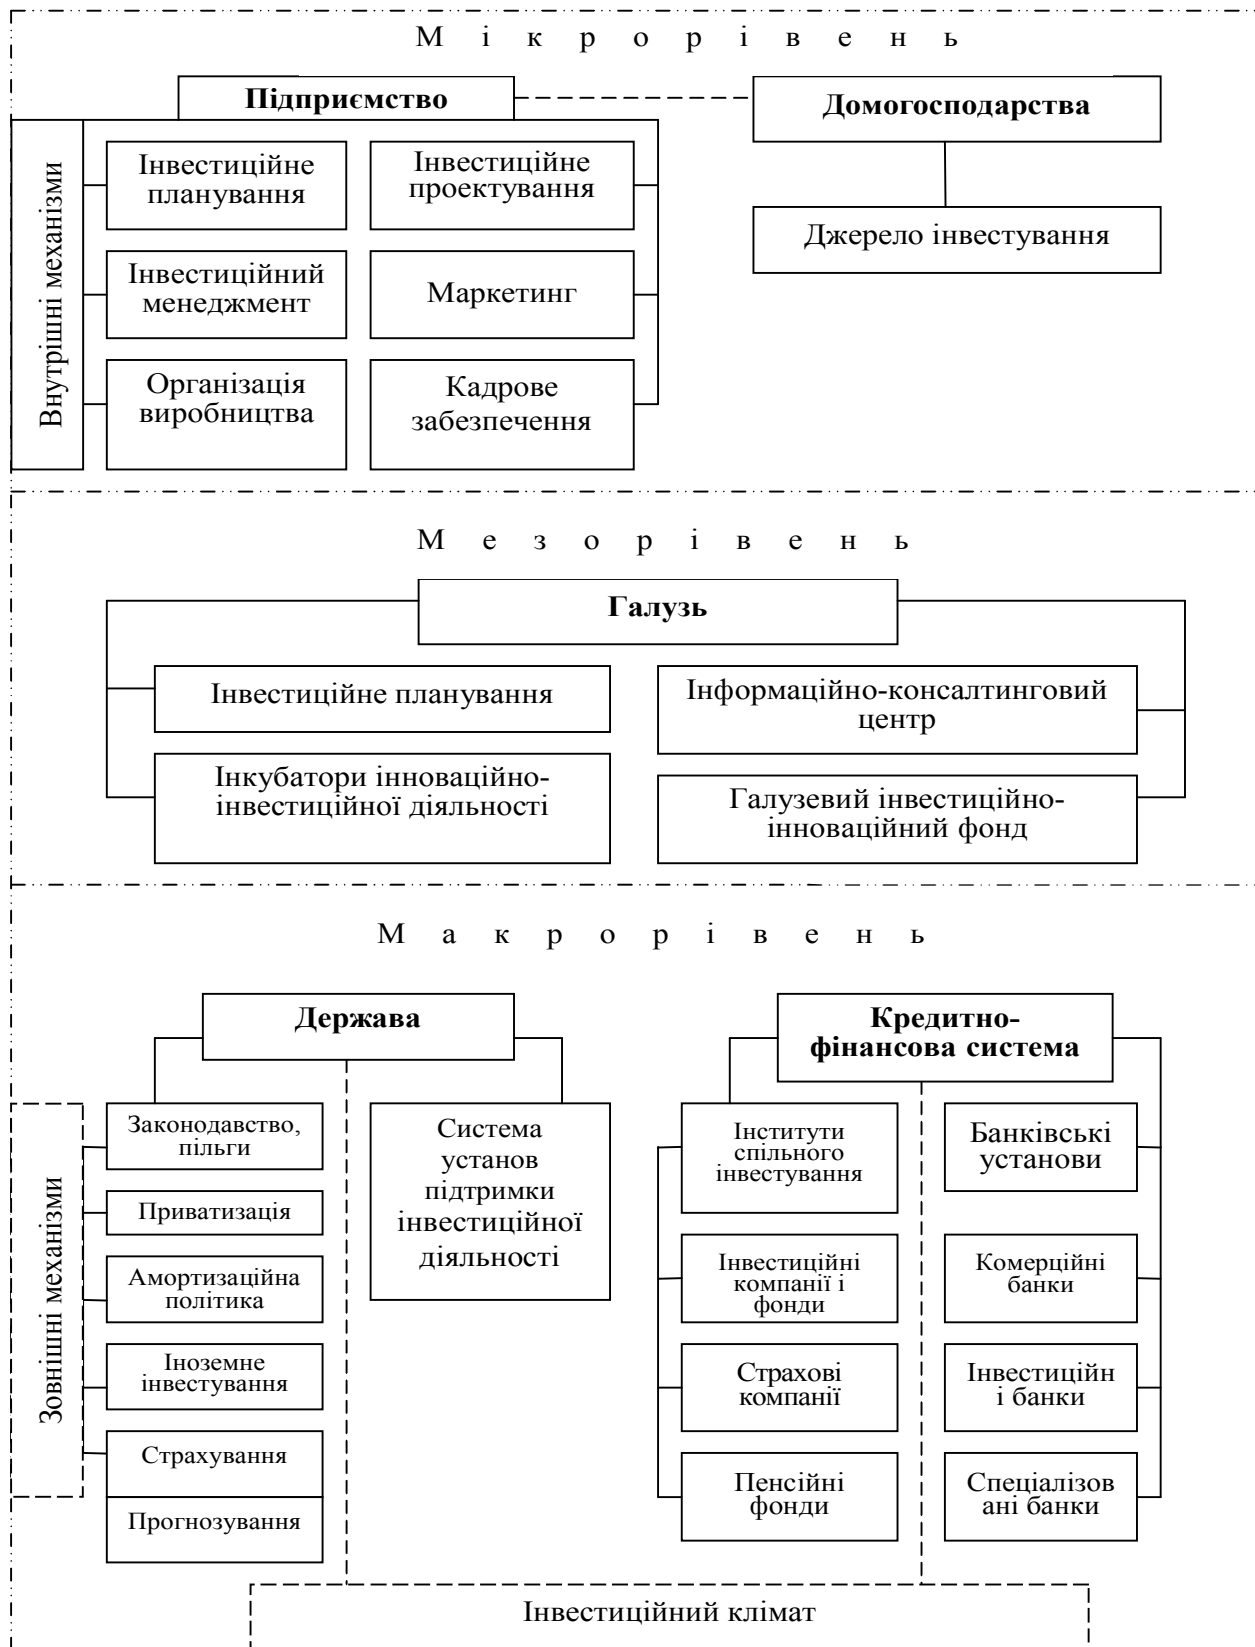 Мікрорівень
Підприємство
Домогосподарства
Внутрішні механізми
Інвестиційне
планування
Інвестиційне
проектування
Джерело інвестування
Інвестиційний
менеджмент
Маркетинг
Організація
виробництва
Кадрове
забезпечення
Мезорівень
Галузь
Інвестиційне планування
Інформаційно-консалтинговий
центр
Інкубатори інноваційно-
інвестиційної діяльності
Галузевий інвестиційно-
інноваційний фонд
Макрорівень
Держава
Кредитно-
фінансова система
Зовнішні механізми
Законодавство,
пільги
Приватизація
Амортизаційна
політика
Іноземне
інвестування
Страхування
Прогнозування
Система
установ
підтримки
інвестиційної
діяльності
Інститути
спільного
інвестування
Інвестиційні
компанії і
фонди
Страхові
компанії
Пенсійні
фонди
Банківські
установи
Комерційні
банки
Інвестиційн
і банки
Спеціалізов
ані банки
Інвестиційний клімат